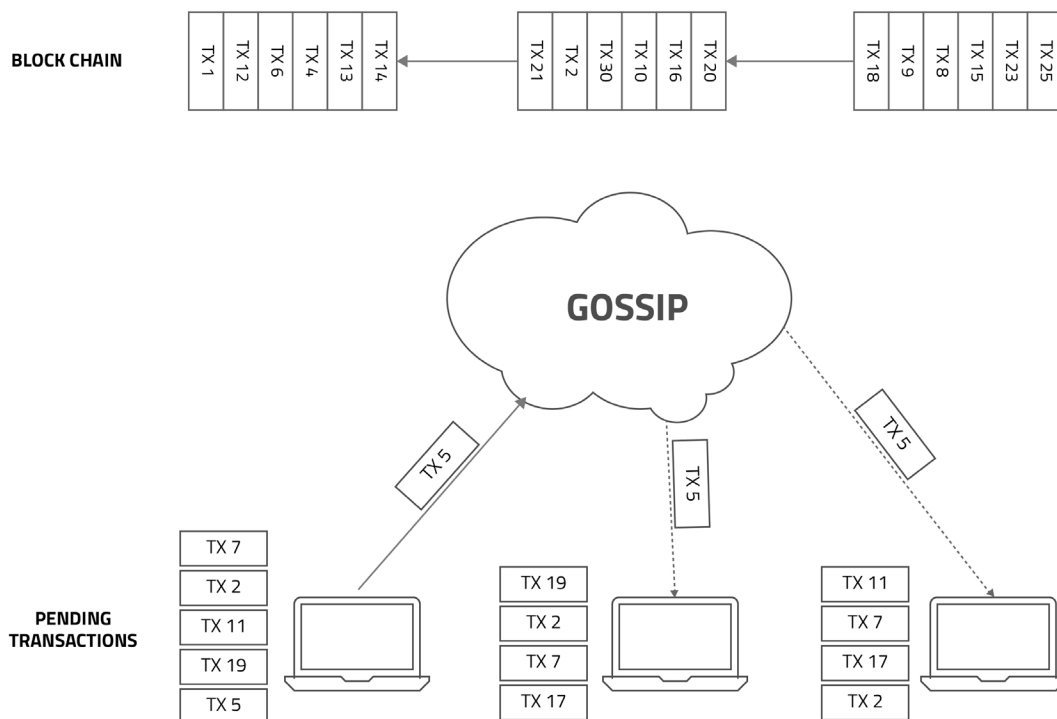 BLOCK CHAIN
TX 1
TX 12
TX 6
TX 4
TX 13
TX 14
TX 21
TX 2
TX 30
TX 10
TX 16
TX 20
TX 18
TX 9
TX 8
TX 15
TX 23
TX 25
GOSSIP
TX 5
TX 5
TX 5
PENDING
TRANSACTIONS
TX 7
TX 2
TX 11
TX 19
TX 5
TX 19
TX 2
TX 7
TX 17
TX 11
TX 7
TX 17
TX 2